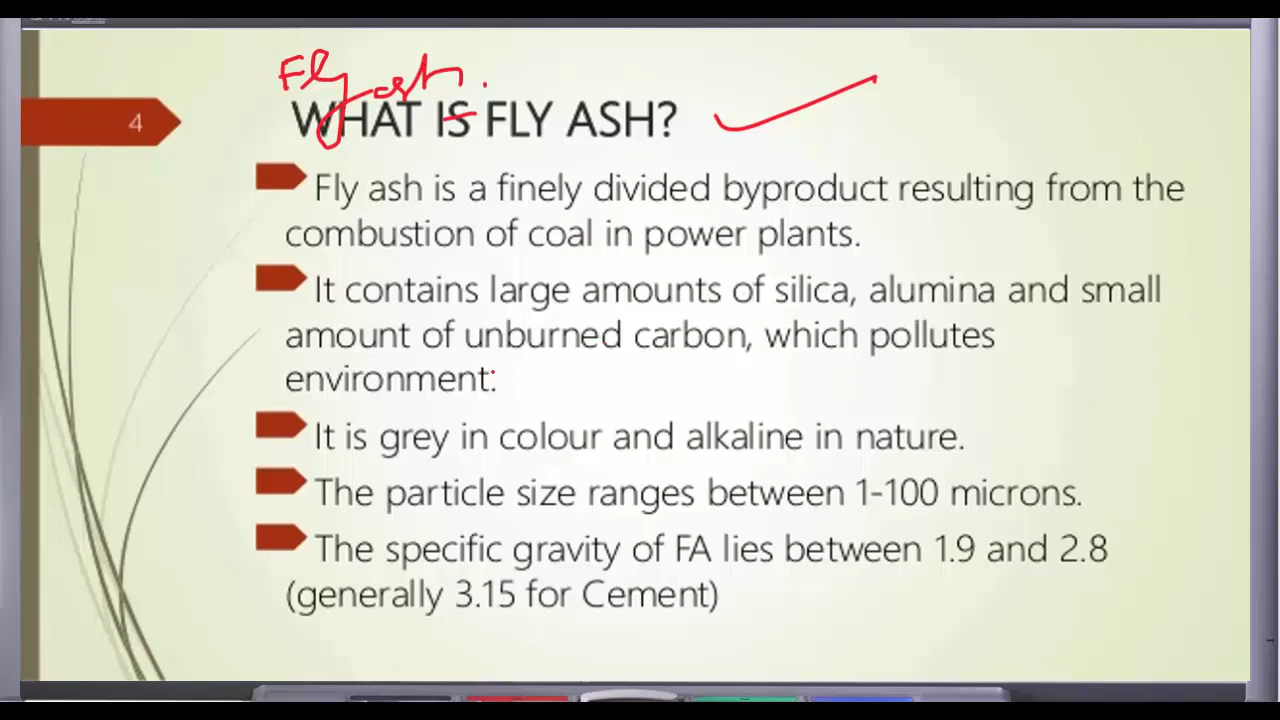 Fly ash.
4
WHAT IS FLY ASH?
Fly ash is a finely divided byproduct resulting from the
combustion of coal in power plants.
It contains large amounts of silica, alumina and small
amount of unburned carbon, which pollutes
environment:
It is grey in colour and alkaline in nature.
The particle size ranges between 1-100 microns.
The specific gravity of FA lies between 1.9 and 2.8
(generally 3.15 for Cement)